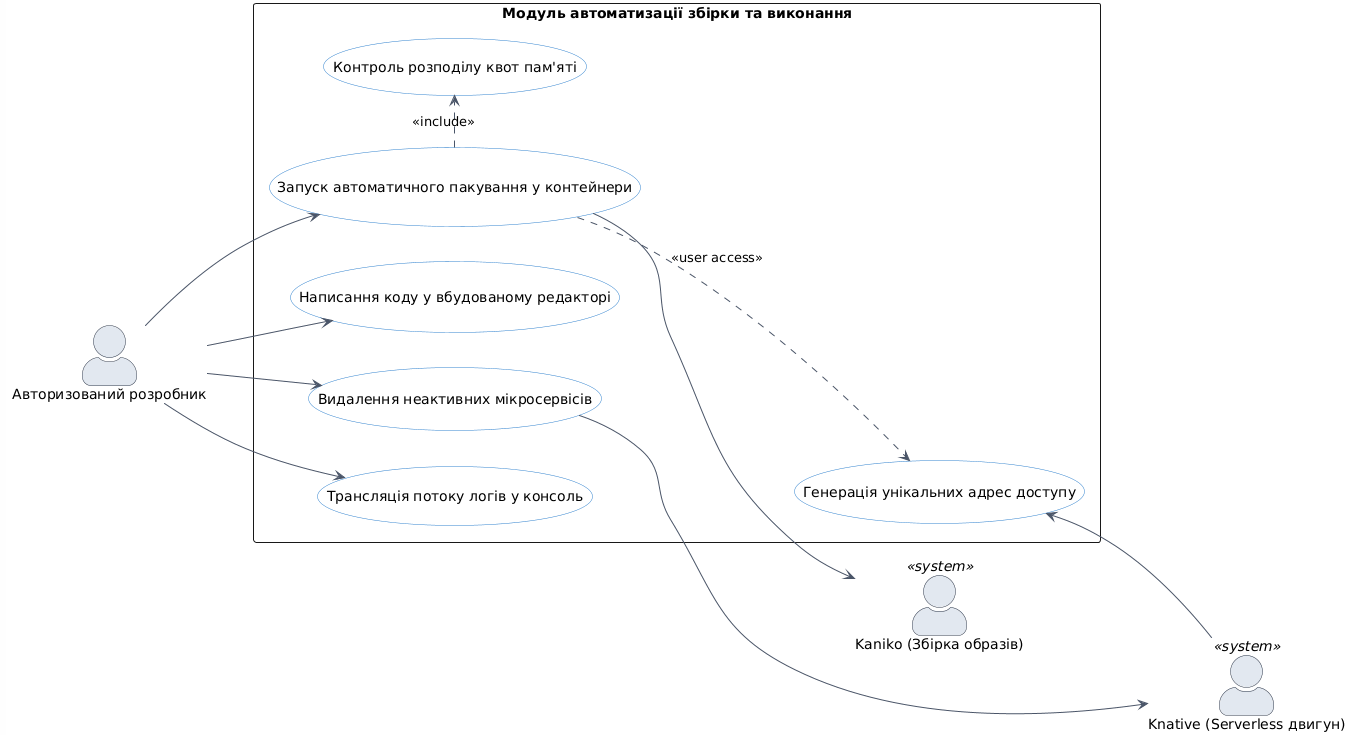 Модуль автоматизації збірки та виконання
Контроль розподілу квот пам'яті
«include»
Запуск автоматичного пакування у контейнери
«user access»
Написання коду у вбудованому редакторі
Авторизований розробник
Видалення неактивних мікросервісів
Трансляція потоку логів у консоль
Генерація унікальних адрес доступу
«system»
Kaniko (Збірка образів)
«system»
Knative (Serverless двигун)